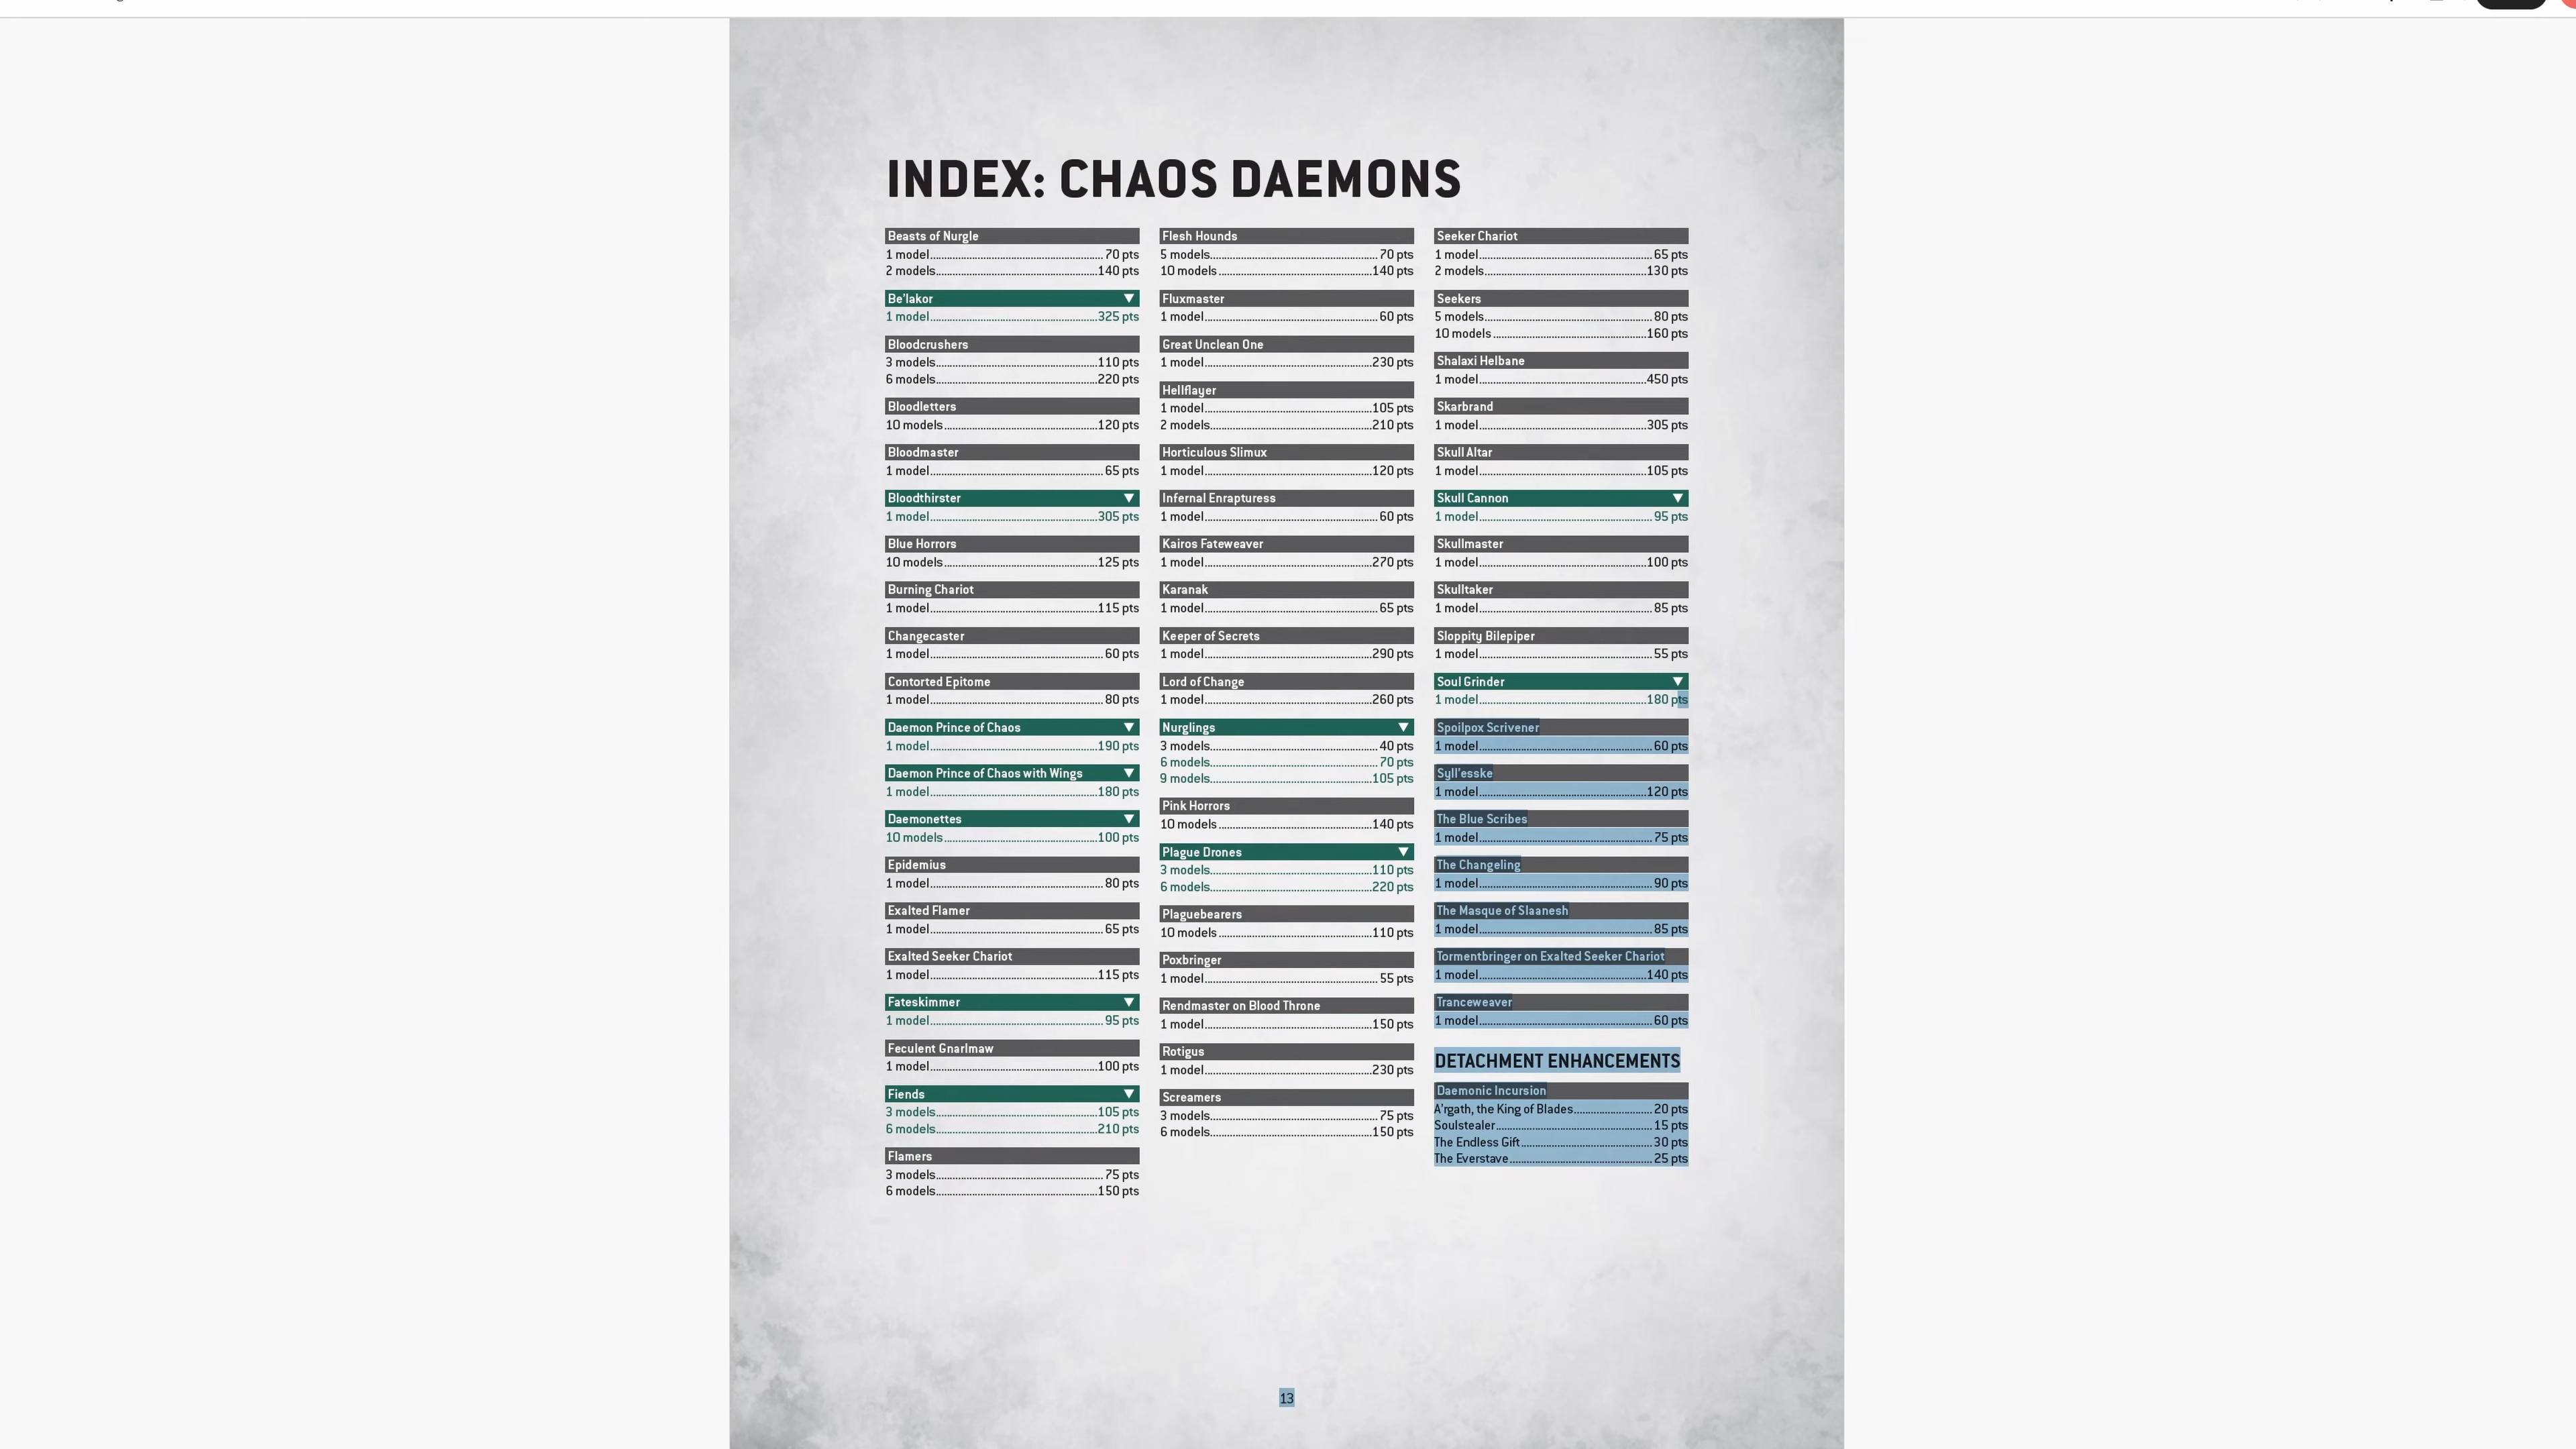 INDEX: CHAOS DAEMONS
Beasts of Nurgle
1 model 70 pts
2 models 140 pts
Be'lakor ▼
1 model 325 pts
Bloodcrushers
3 models 110 pts
6 models 220 pts
Bloodletters
10 models 120 pts
Bloodmaster
1 model 65 pts
Bloodthirster ▼
1 model 305 pts
Blue Horrors
10 models 125 pts
Burning Chariot
1 model 115 pts
Changecaster
1 model 60 pts
Contorted Epitome
1 model 80 pts
Daemon Prince of Chaos ▼
1 model 190 pts
Daemon Prince of Chaos with Wings ▼
1 model 180 pts
Daemonettes ▼
10 models 100 pts
Epidemius
1 model 80 pts
Exalted Flamer
1 model 65 pts
Exalted Seeker Chariot
1 model 115 pts
Fateskimmer ▼
1 model 95 pts
Feculent Gnarlmaw
1 model 100 pts
Fiends ▼
3 models 105 pts
6 models 210 pts
Flamers
3 models 75 pts
6 models 150 pts
Flesh Hounds
5 models 70 pts
10 models 140 pts
Fluxmaster
1 model 60 pts
Great Unclean One
1 model 230 pts
Hellflayer
1 model 105 pts
2 models 210 pts
Horticulous Slimux
1 model 120 pts
Infernal Enrapturess
1 model 60 pts
Kairos Fateweaver
1 model 270 pts
Karanak
1 model 65 pts
Keeper of Secrets
1 model 290 pts
Lord of Change
1 model 260 pts
Nurglings ▼
3 models 40 pts
6 models 70 pts
9 models 105 pts
Pink Horrors
10 models 140 pts
Plague Drones ▼
3 models 110 pts
6 models 220 pts
Plaguebearers
10 models 110 pts
Poxbringer
1 model 55 pts
Rendmaster on Blood Throne
1 model 150 pts
Rotigus
1 model 230 pts
Screamers
3 models 75 pts
6 models 150 pts
Seeker Chariot
1 model 65 pts
2 models 130 pts
Seekers
5 models 80 pts
10 models 160 pts
Shalaxi Helbane
1 model 450 pts
Skarbrand
1 model 305 pts
Skull Altar
1 model 105 pts
Skull Cannon ▼
1 model 95 pts
Skullmaster
1 model 100 pts
Skulltaker
1 model 85 pts
Sloppity Bilepiper
1 model 55 pts
Soul Grinder ▼
1 model 180 pts
Spoilpox Scrivener
1 model 60 pts
Syll'esske
1 model 120 pts
The Blue Scribes
1 model 75 pts
The Changeling
1 model 90 pts
The Masque of Slaanesh
1 model 85 pts
Tormentbringer on Exalted Seeker Chariot
1 model 140 pts
Tranceweaver
1 model 60 pts
DETACHMENT ENHANCEMENTS
Daemonic Incursion
A'rgath, the King of Blades 20 pts
Soulstealer 15 pts
The Endless Gift 30 pts
The Everstave 25 pts
13